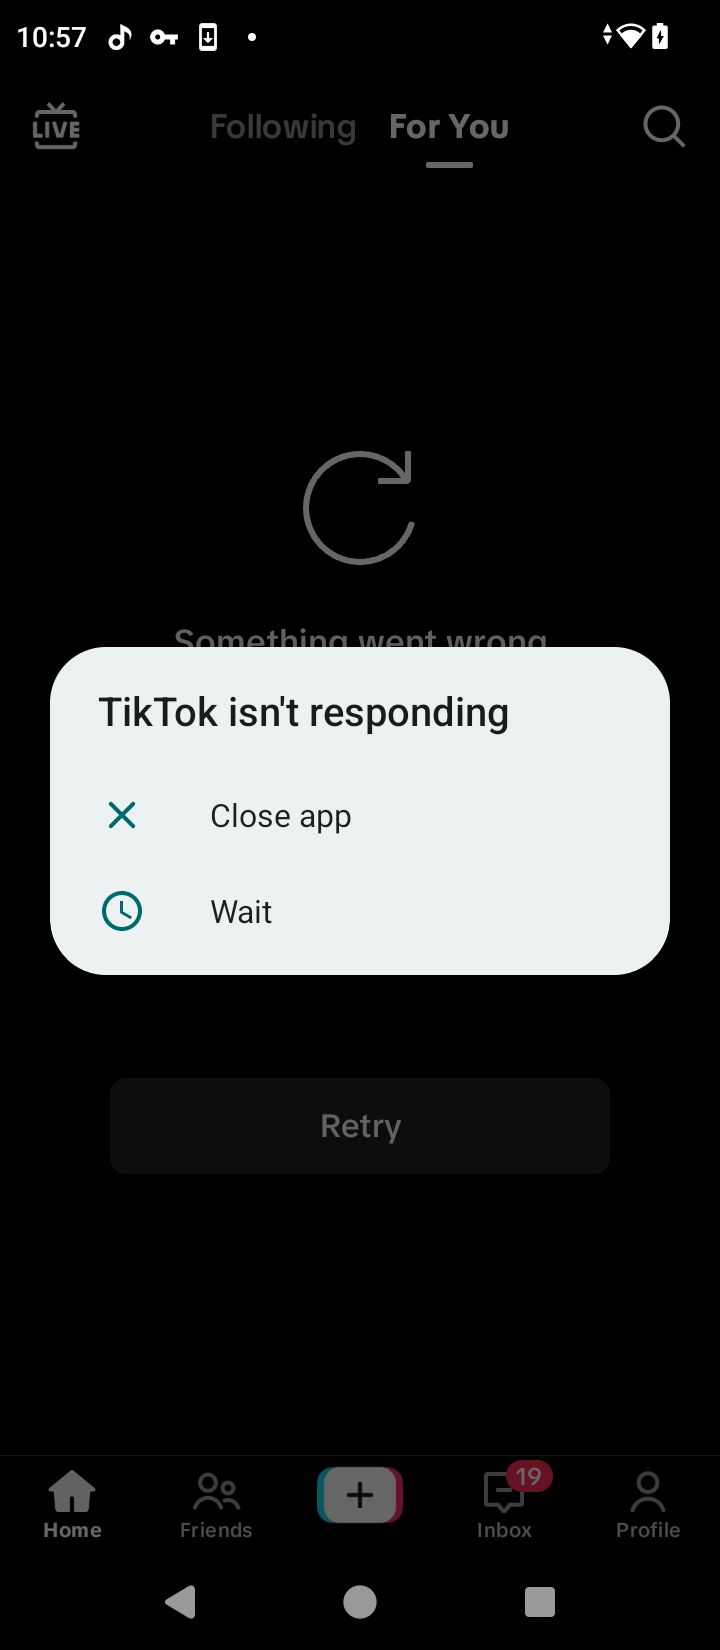 10:57
LIVE
Following For You
Something went wrong
TikTok isn't responding
Close app
Wait
Retry
19
Home Friends Inbox Profile